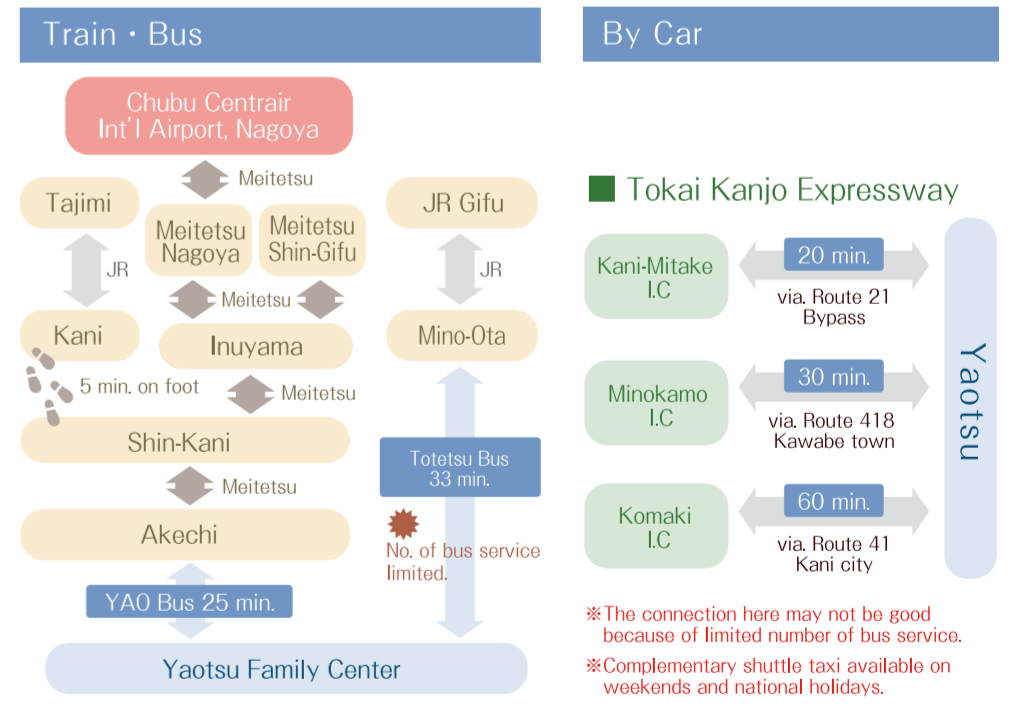 Train・Bus
Chubu Centrair
Int'l Airport, Nagoya
Meitetsu
Tajimi
Meitetsu
Nagoya
Meitetsu
Shin-Gifu
JR Gifu
JR
Meitetsu
JR
Kani
Inuyama
Mino-Ota
5 min. on foot
Meitetsu
Shin-Kani
Meitetsu
Totetsu Bus
33 min.
Akechi
No. of bus service
limited.
YAO Bus 25 min.
Yaotsu Family Center
By Car
■ Tokai Kanjo Expressway
Kani-Mitake
I.C
20 min.
via. Route 21
Bypass
Minokamo
I.C
30 min.
via. Route 418
Kawabe town
Komaki
I.C
60 min.
via. Route 41
Kani city
Yaotsu
※The connection here may not be good
because of limited number of bus service.
※Complementary shuttle taxi available on
weekends and national holidays.